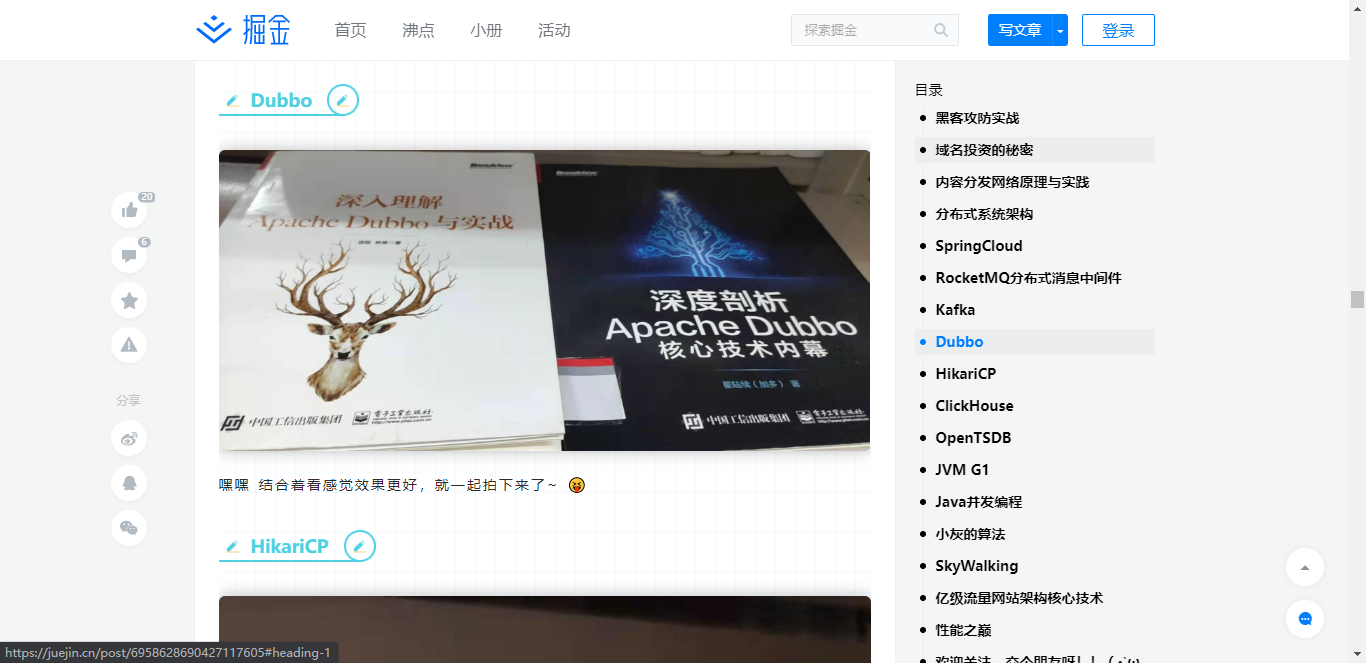 掘金
首页
沸点
小册
活动
探索掘金
写文章
登录
20
6
分享
Dubbo
Broadview
深入理解
Apache Dubbo与实战
中国工信出版集团
电子工业出版社
Broadview
深度剖析
Apache Dubbo
核心技术内幕
翟陆续（加多） 著
中国工信出版集团
电子工业出版社
嘿嘿 结合着看感觉效果更好，就一起拍下来了~
HikariCP
目录
黑客攻防实战
域名投资的秘密
内容分发网络原理与实践
分布式系统架构
SpringCloud
RocketMQ分布式消息中间件
Kafka
Dubbo
HikariCP
ClickHouse
OpenTSDB
JVM G1
Java并发编程
小灰的算法
SkyWalking
亿级流量网站架构核心技术
性能之巅
欢迎关注，交个朋友呀！！
https://juejin.cn/post/6958628690427117605#heading-1